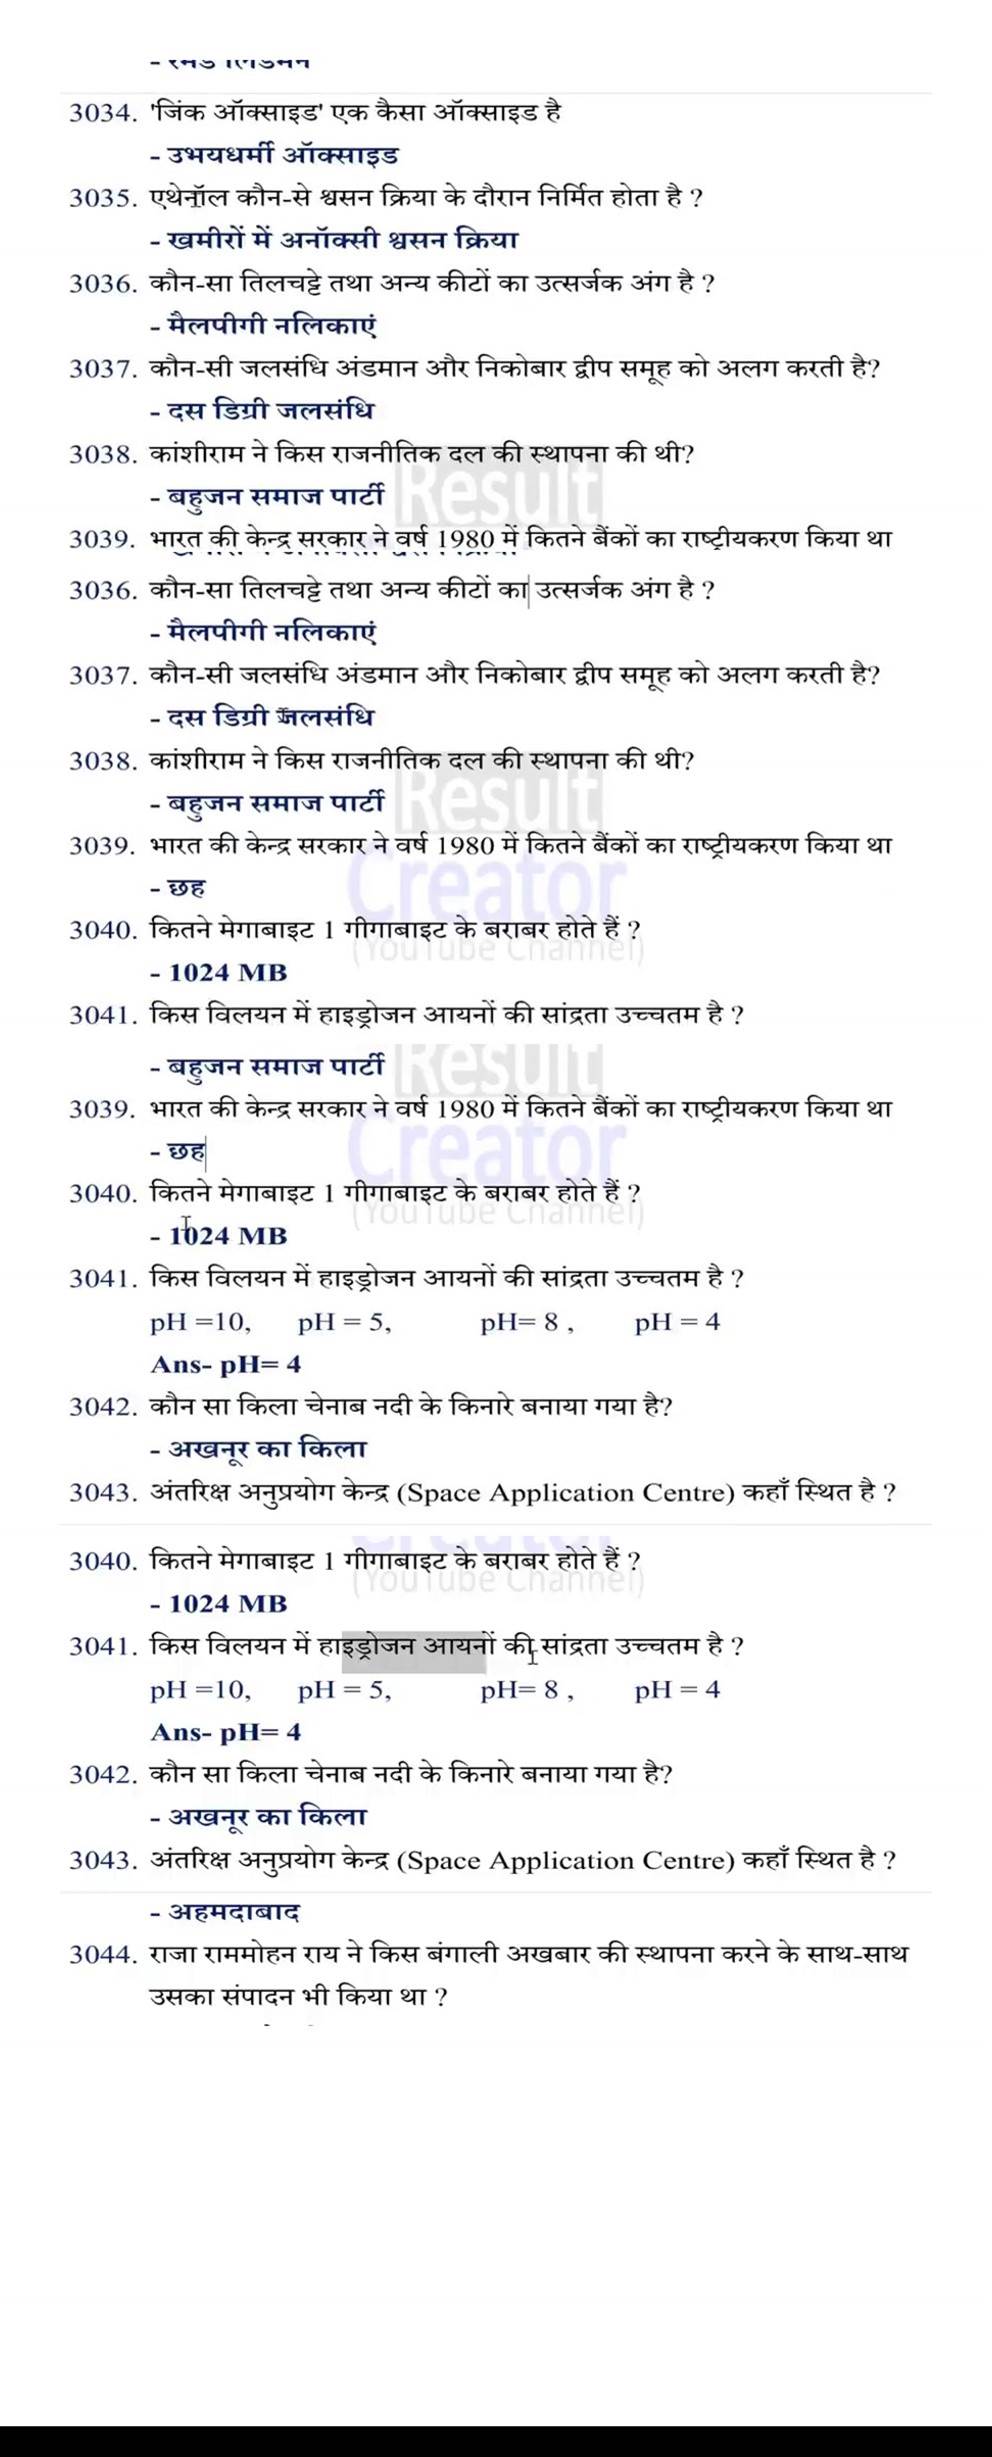 3034. 'जिंक ऑक्साइड' एक कैसा ऑक्साइड है
- उभयधर्मी ऑक्साइड
3035. एथेनॉल कौन-से श्वसन क्रिया के दौरान निर्मित होता है ?
- खमीरों में अनॉक्सी श्वसन क्रिया
3036. कौन-सा तिलचट्टे तथा अन्य कीटों का उत्सर्जक अंग है ?
- मैलपीगी नलिकाएं
3037. कौन-सी जलसंधि अंडमान और निकोबार द्वीप समूह को अलग करती है?
- दस डिग्री जलसंधि
3038. कांशीराम ने किस राजनीतिक दल की स्थापना की थी?
- बहुजन समाज पार्टी
Result
3039. भारत की केन्द्र सरकार ने वर्ष 1980 में कितने बैंकों का राष्ट्रीयकरण किया था
3036. कौन-सा तिलचट्टे तथा अन्य कीटों का उत्सर्जक अंग है ?
- मैलपीगी नलिकाएं
3037. कौन-सी जलसंधि अंडमान और निकोबार द्वीप समूह को अलग करती है?
- दस डिग्री जलसंधि
3038. कांशीराम ने किस राजनीतिक दल की स्थापना की थी?
- बहुजन समाज पार्टी
Result
3039. भारत की केन्द्र सरकार ने वर्ष 1980 में कितने बैंकों का राष्ट्रीयकरण किया था
- छह
Creator
3040. कितने मेगाबाइट 1 गीगाबाइट के बराबर होते हैं ?
(YouTube Channel)
- 1024 MB
3041. किस विलयन में हाइड्रोजन आयनों की सांद्रता उच्चतम है ?
- बहुजन समाज पार्टी
Result
3039. भारत की केन्द्र सरकार ने वर्ष 1980 में कितने बैंकों का राष्ट्रीयकरण किया था
- छह
Creator
3040. कितने मेगाबाइट 1 गीगाबाइट के बराबर होते हैं ?
(YouTube Channel)
- 1024 MB
3041. किस विलयन में हाइड्रोजन आयनों की सांद्रता उच्चतम है ?
pH =10, pH = 5, pH= 8 , pH = 4
Ans- pH= 4
3042. कौन सा किला चेनाब नदी के किनारे बनाया गया है?
- अखनूर का किला
3043. अंतरिक्ष अनुप्रयोग केन्द्र (Space Application Centre) कहाँ स्थित है ?
3040. कितने मेगाबाइट 1 गीगाबाइट के बराबर होते हैं ?
(YouTube Channel)
- 1024 MB
3041. किस विलयन में हाइड्रोजन आयनों की सांद्रता उच्चतम है ?
pH =10, pH = 5, pH= 8 , pH = 4
Ans- pH= 4
3042. कौन सा किला चेनाब नदी के किनारे बनाया गया है?
- अखनूर का किला
3043. अंतरिक्ष अनुप्रयोग केन्द्र (Space Application Centre) कहाँ स्थित है ?
- अहमदाबाद
3044. राजा राममोहन राय ने किस बंगाली अखबार की स्थापना करने के साथ-साथ
उसका संपादन भी किया था ?